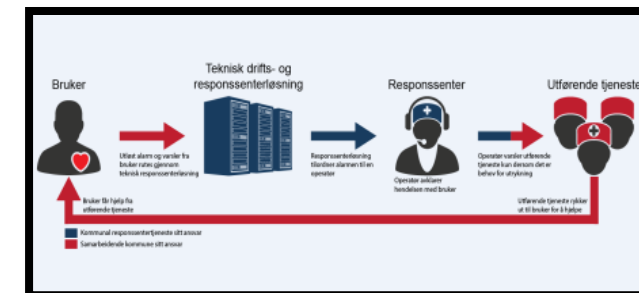 Bruker
Teknisk drifts- og
responssenterløsning
Responssenter
Utførende tjeneste
Utløst alarm og varsler fra
bruker rutes gjennom
teknisk responssenterløsning
Responssenterløsning
tilordner alarmen til en
operatør
Operatør avklarer
hendelsen med bruker
Operatør varsler utførende
tjeneste kun dersom det er
behov for utrykning
Bruker får hjelp fra
utførende tjeneste
Utførende tjeneste rykker
ut til bruker for å hjelpe
Kommunal responssentertjeneste sitt ansvar
Samarbeidende kommune sitt ansvar